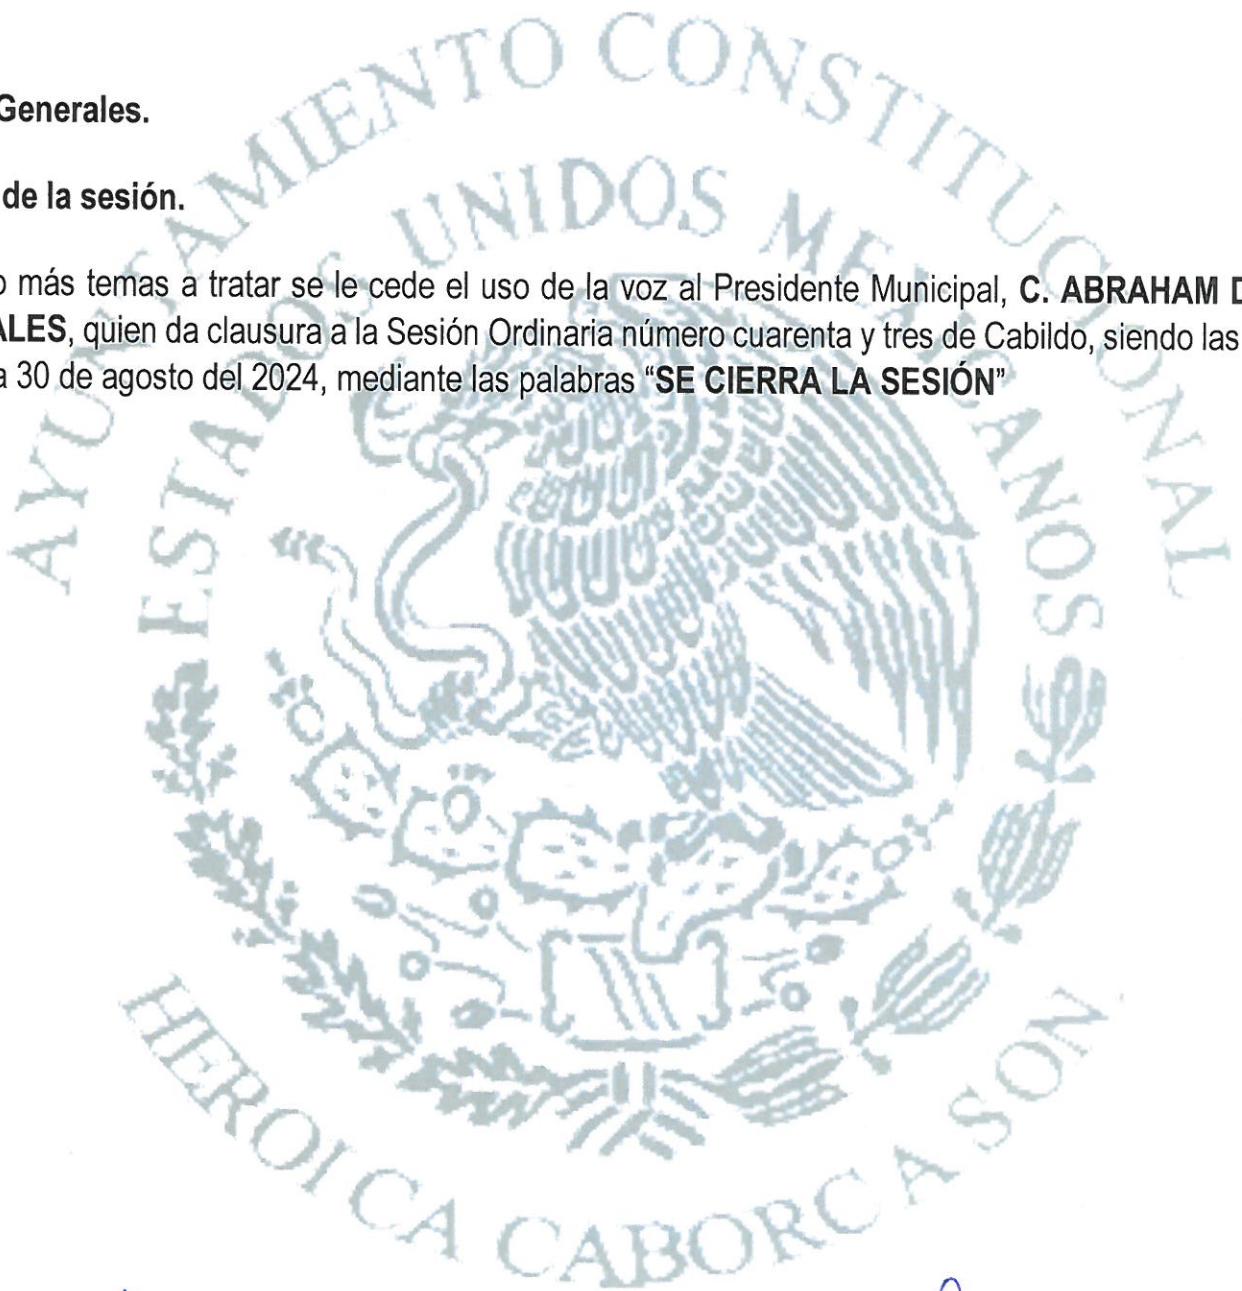 Generales.
de la sesión.
o más temas a tratar se le cede el uso de la voz al Presidente Municipal, C. ABRAHAM D
ALES, quien da clausura a la Sesión Ordinaria número cuarenta y tres de Cabildo, siendo las
a 30 de agosto del 2024, mediante las palabras “SE CIERRA LA SESIÓN”
AYUNTAMIENTO CONSTITUCIONAL
ESTADOS UNIDOS MEXICANOS
HEROICA CABORCA SON